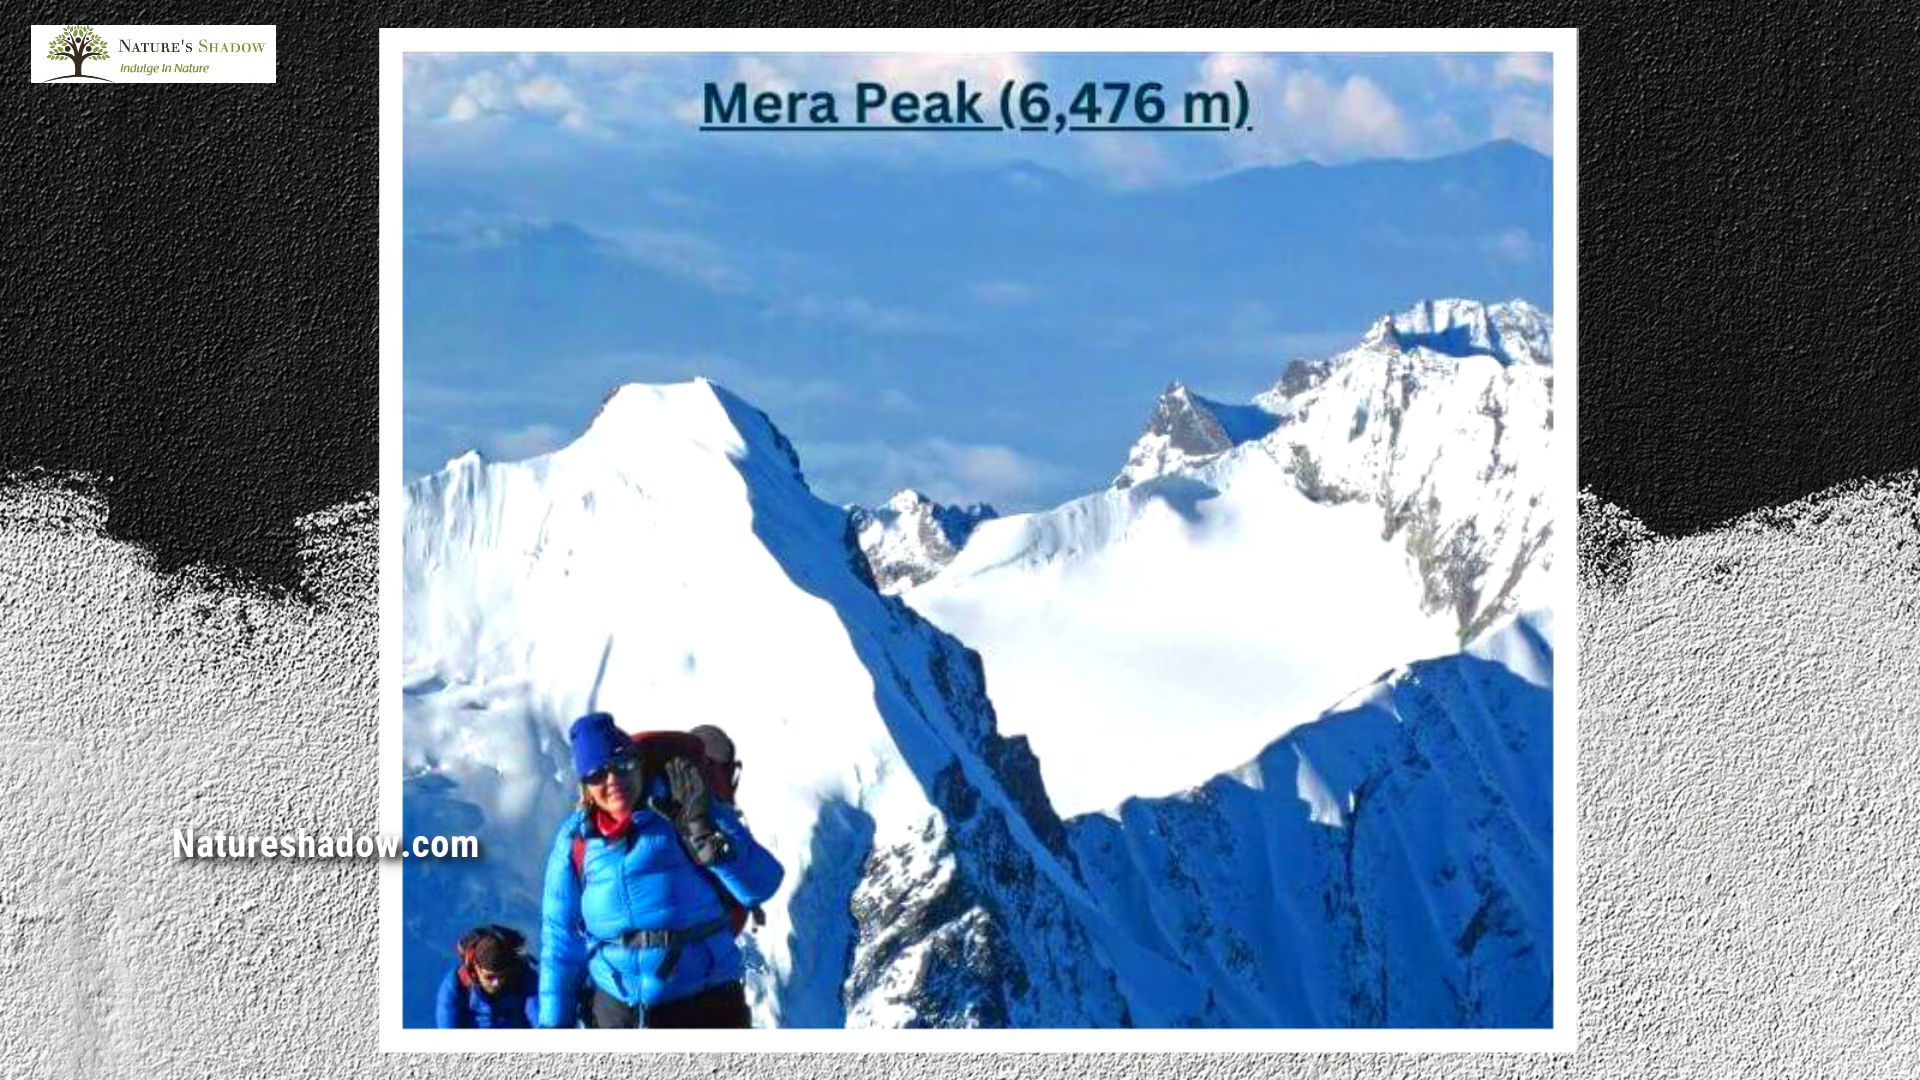 NATURE'S SHADOW
Indulge In Nature
Mera Peak (6,476 m)
Natureshadow.com